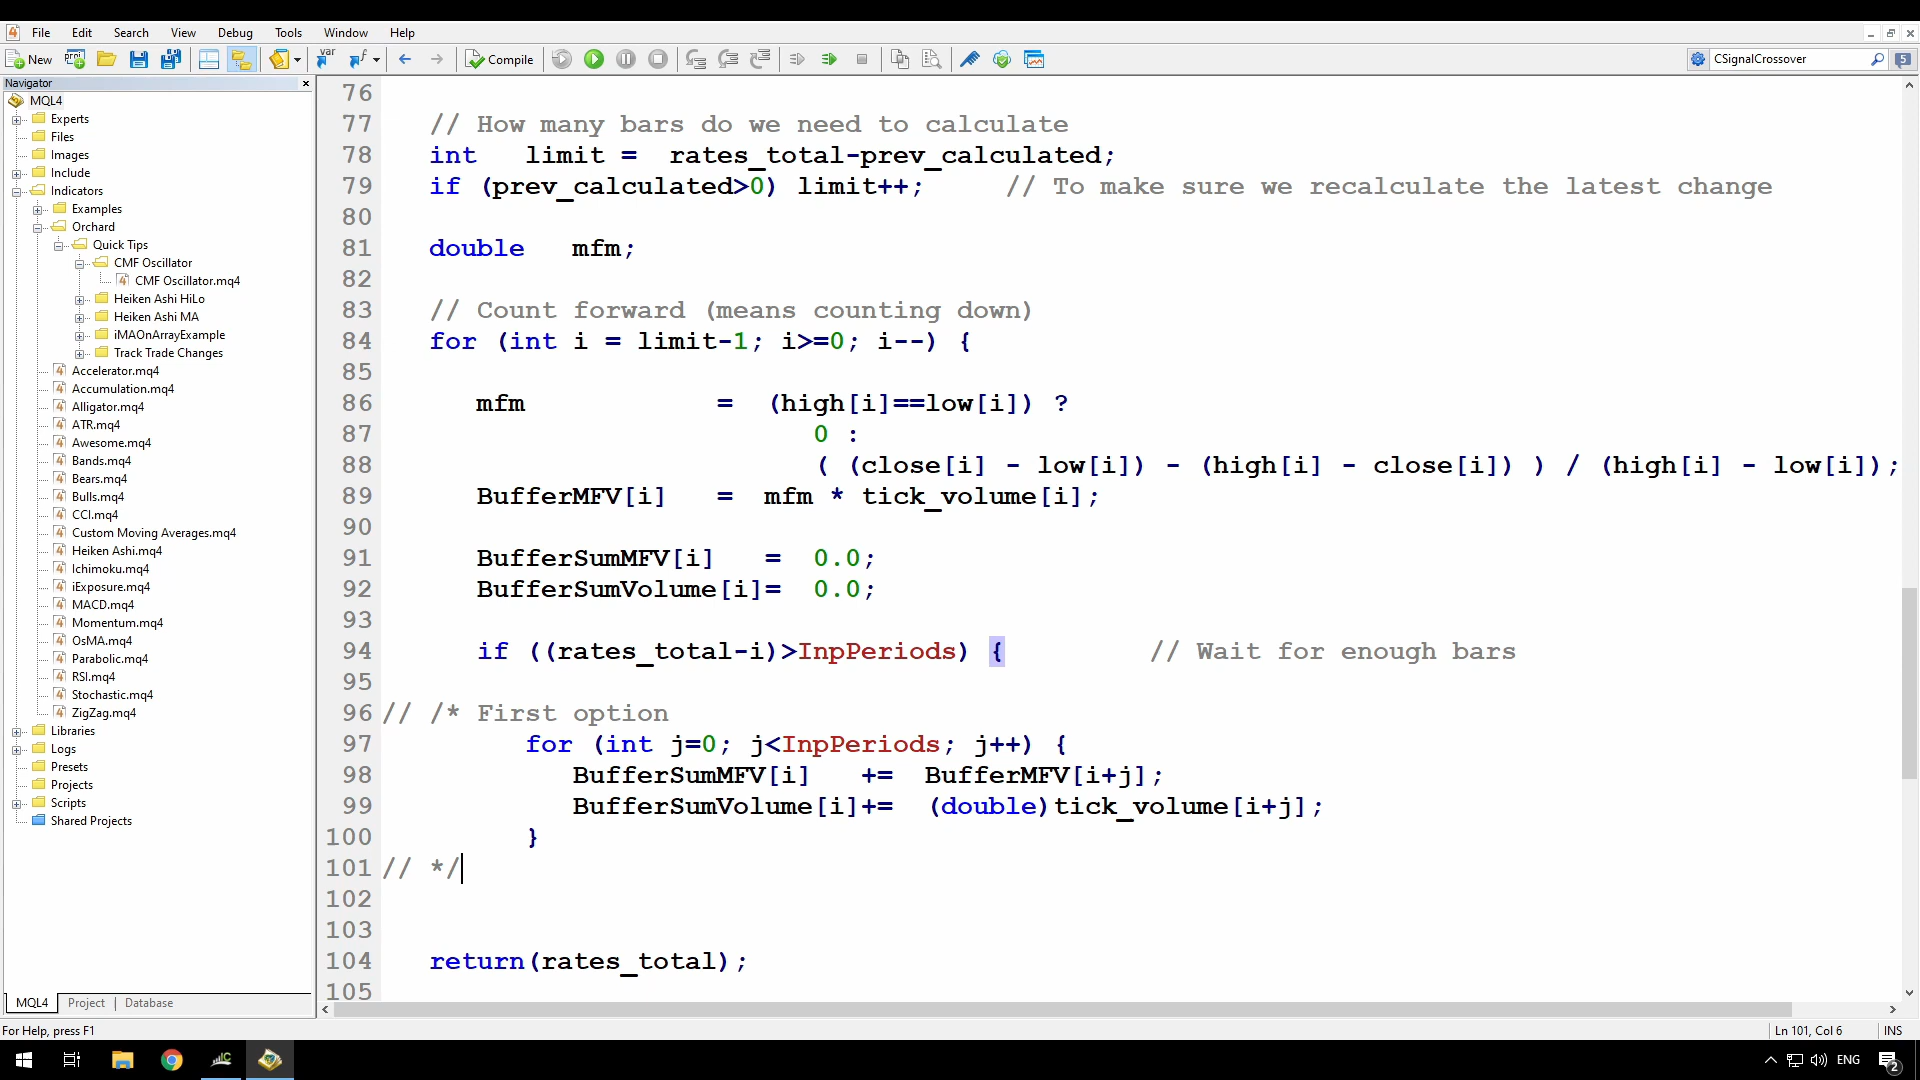 File Edit Search View Debug Tools Window Help
New Compile CSignalCrossover 5
Navigator
MQL4
Experts
Files
Images
Include
Indicators
Examples
Orchard
Quick Tips
CMF Oscillator
CMF Oscillator.mq4
Heiken Ashi HiLo
Heiken Ashi MA
iMAOnArrayExample
Track Trade Changes
Accelerator.mq4
Accumulation.mq4
Alligator.mq4
ATR.mq4
Awesome.mq4
Bands.mq4
Bears.mq4
Bulls.mq4
CCI.mq4
Custom Moving Averages.mq4
Heiken Ashi.mq4
Ichimoku.mq4
iExposure.mq4
MACD.mq4
Momentum.mq4
OsMA.mq4
Parabolic.mq4
RSI.mq4
Stochastic.mq4
ZigZag.mq4
Libraries
Logs
Presets
Projects
Scripts
Shared Projects
MQL4 Project Database
76
77 // How many bars do we need to calculate
78 int limit = rates_total-prev_calculated;
79 if (prev_calculated>0) limit++; // To make sure we recalculate the latest change
80
81 double mfm;
82
83 // Count forward (means counting down)
84 for (int i = limit-1; i>=0; i--) {
85
86 mfm = (high[i]==low[i]) ?
87 0 :
88 ( (close[i] - low[i]) - (high[i] - close[i]) ) / (high[i] - low[i]);
89 BufferMFV[i] = mfm * tick_volume[i];
90
91 BufferSumMFV[i] = 0.0;
92 BufferSumVolume[i]= 0.0;
93
94 if ((rates_total-i)>InpPeriods) { // Wait for enough bars
95
96 // /* First option
97 for (int j=0; j<InpPeriods; j++) {
98 BufferSumMFV[i] += BufferMFV[i+j];
99 BufferSumVolume[i]+= (double)tick_volume[i+j];
100 }
101 // */
102
103
104 return(rates_total);
105
For Help, press F1 Ln 101, Col 6 INS
ENG 2